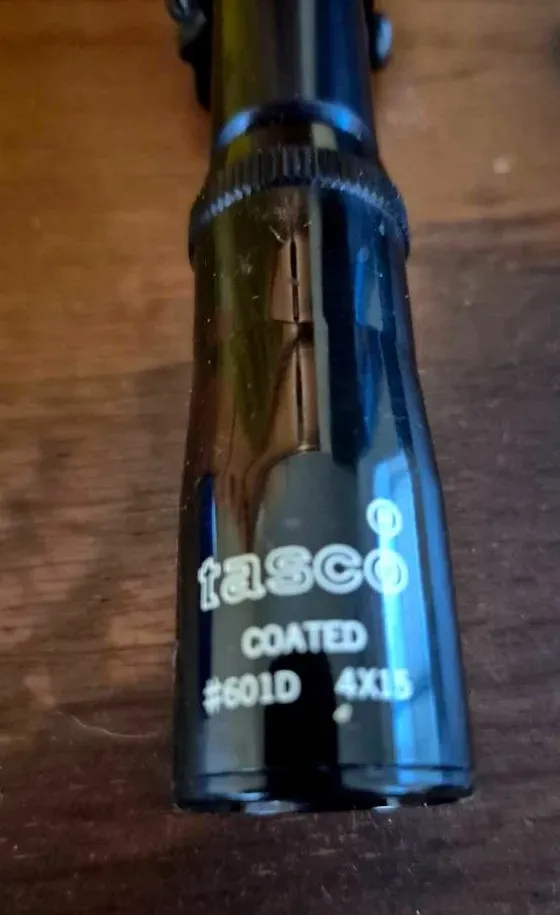 ®
tasco
COATED
#601D 4X15